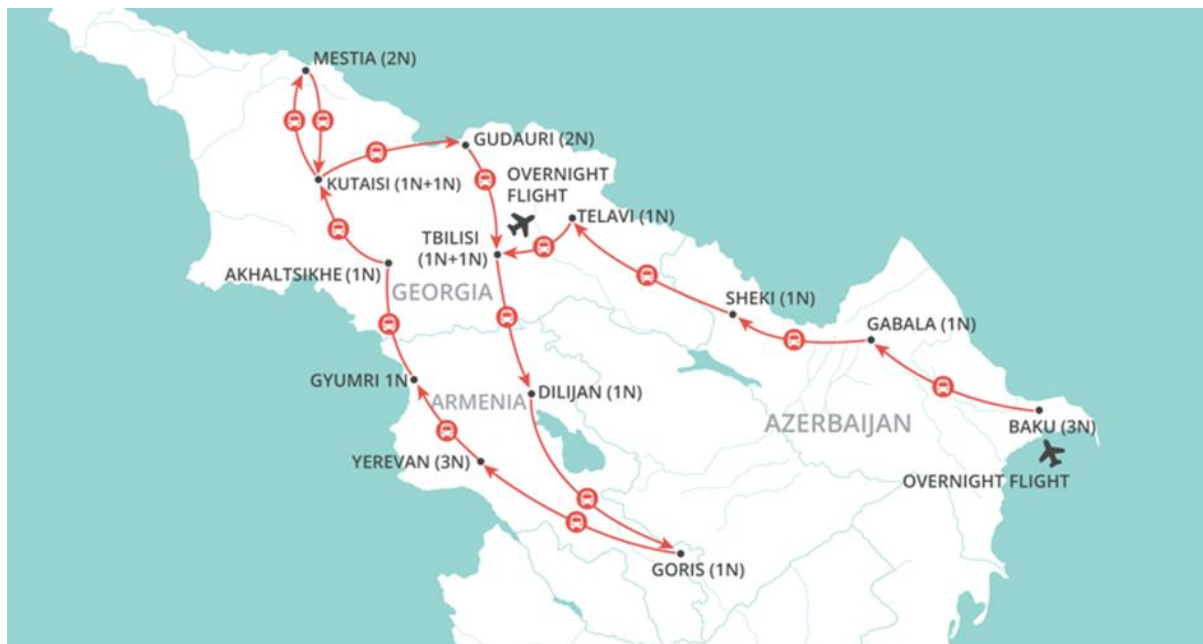 MESTIA (2N)
GUDAURI (2N)
OVERNIGHT
FLIGHT
KUTAISI (1N+1N)
TELAVI (1N)
TBILISI
(1N+1N)
AKHALTSIKHE (1N)
GEORGIA
SHEKI (1N)
GABALA (1N)
GYUMRI 1N
ARMENIA
DILIJAN (1N)
AZERBAIJAN
BAKU (3N)
YEREVAN (3N)
OVERNIGHT FLIGHT
GORIS (1N)